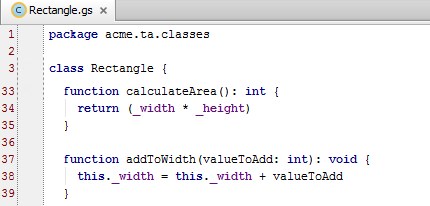 Rectangle.gs
1 package acme.ta.classes
2
3 class Rectangle {
33 function calculateArea(): int {
34 return (_width * _height)
35 }
36
37 function addToWidth(valueToAdd: int): void {
38 this._width = this._width + valueToAdd
39 }